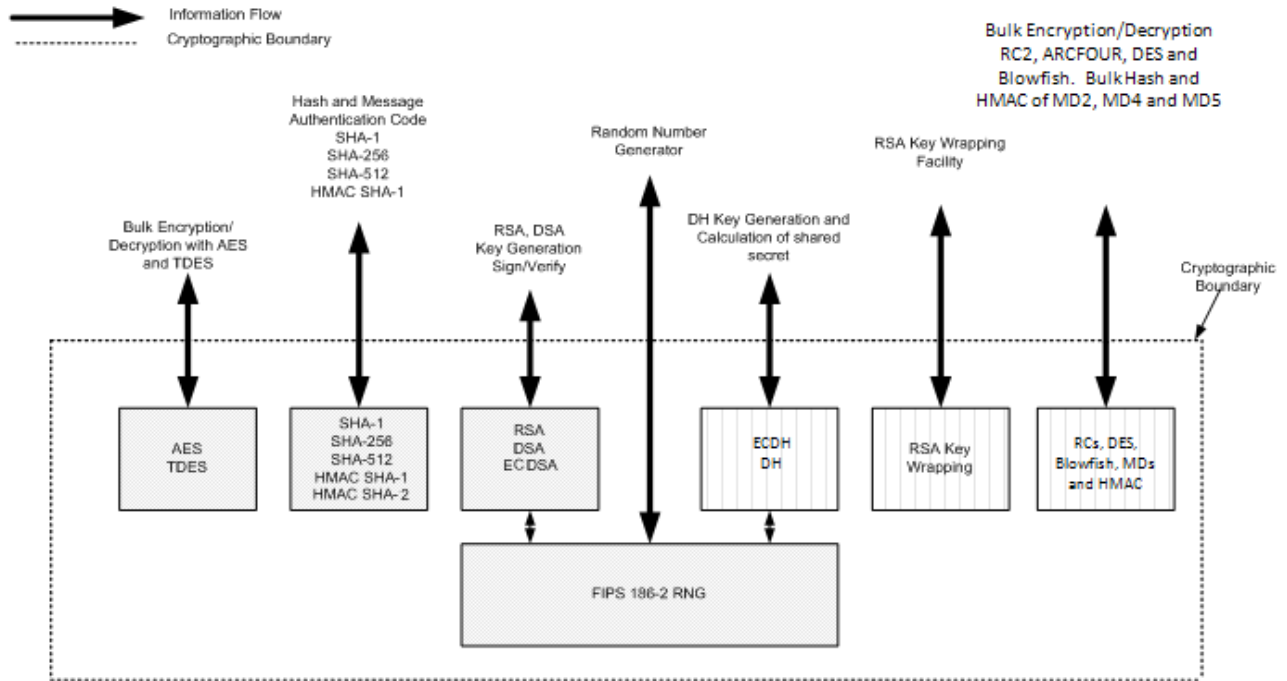 Information Flow
Cryptographic Boundary
Bulk Encryption/Decryption
RC2, ARCFOUR, DES and
Blowfish. Bulk Hash and
HMAC of MD2, MD4 and MD5
Hash and Message
Authentication Code
SHA-1
SHA-256
SHA-512
HMAC SHA-1
Random Number
Generator
RSA Key Wrapping
Facility
Bulk Encryption/
Decryption with AES
and TDES
RSA, DSA
Key Generation
Sign/Verify
DH Key Generation and
Calculation of shared
secret
Cryptographic
Boundary
AES
TDES
SHA-1
SHA-256
SHA-512
HMAC SHA-1
HMAC SHA-2
RSA
DSA
ECDSA
ECDH
DH
RSA Key
Wrapping
RCs, DES,
Blowfish, MDs
and HMAC
FIPS 186-2 RNG